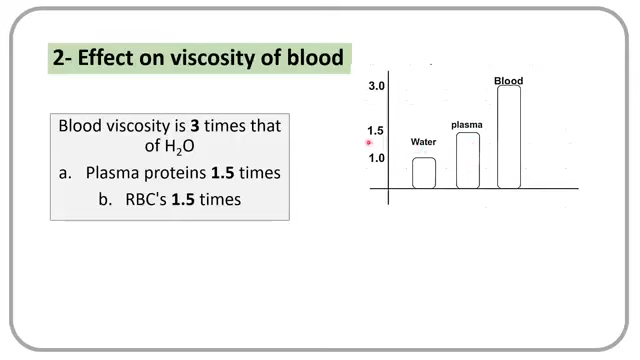 2- Effect on viscosity of blood
Blood viscosity is 3 times that
of H₂O
a. Plasma proteins 1.5 times
b. RBC's 1.5 times
3.0
1.5
1.0
Water
plasma
Blood